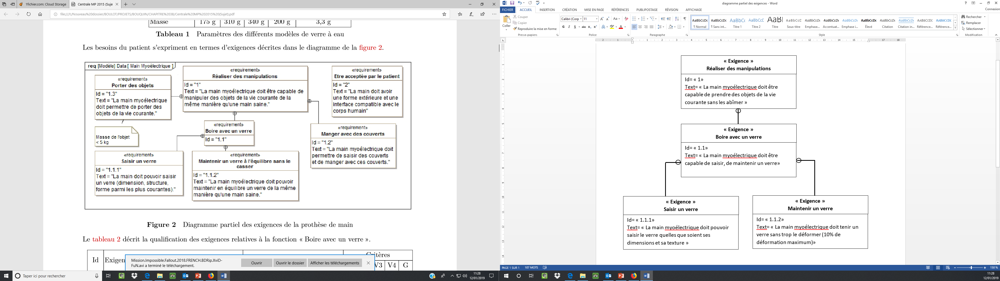 1fichier.com: Cloud Storage
Centrale MP 2015 (Suje
file:///I:/Nouveau%20dossier/BOULOT/PROJETS/BOUQUIN/CHAPITRE%203B/Centrale%20MP%202015%20(Sujet).pdf
Masse 175 g 310 g 340 g 200 g 3,3 g
Tableau 1 Paramètres des différents modèles de verre à eau
Les besoins du patient s'expriment en termes d'exigences décrites dans le diagramme de la figure 2.
req [Modèle] Data [ Main Myoélectrique ]
«requirement»
Porter des objets
Id = "1.3"
Text = "La main myoélectrique
doit permettre de porter des
objets de la vie courante."
Masse de l'objet
< 5 kg
«requirement»
Réaliser des manipulations
Id = "1"
Text = "La main myoélectrique doit être capable de
manipuler des objets de la vie courante de la
même manière qu'une main saine."
«requirement»
Etre acceptée par le patient
Id = "2"
Text = "La main doit avoir
une forme extérieure et une
interface compatible avec le
corps humain"
«requirement»
Boire avec un verre
Id = "1.1"
«requirement»
Manger avec des couverts
Id = "1.2"
Text = "La main myoélectrique doit
permettre de saisir des couverts
et de manger avec ces couverts."
«requirement»
Saisir un verre
Id = "1.1.1"
Text = "La main doit pouvoir saisir
un verre (dimension, structure,
forme parmi les plus courantes)."
«requirement»
Maintenir un verre à l'équilibre sans le
casser
Id = "1.1.2"
Text = "La main myoélectrique doit pouvoir
maintenir en équilibre un verre de la même
manière qu'une main saine."
Figure 2 Diagramme partiel des exigences de la prothèse de main
Le tableau 2 décrit la qualification des exigences relatives à la fonction « Boire avec un verre ».
Id Exigen
Critères
V3 V4 G
Mission.Impossible.Fallout.2018.FRENCH.BDRip.XviD-
FuN.avi a terminé le téléchargement.
Ouvrir
Ouvrir le dossier
Afficher les téléchargements
Taper ici pour rechercher
11:28
12/01/2019
diagramme partiel des exigences - Word
Connexion
FICHIER ACCUEIL INSERTION CRÉATION MISE EN PAGE RÉFÉRENCES PUBLIPOSTAGE RÉVISION AFFICHAGE
Coller
Couper
Copier
Reproduire la mise en forme
Presse-papiers
Calibri (Corp 11
G I S abc
Police
Paragraphe
¶ Normal ¶ Sans int... Titre 1 Titre 2 Titre Sous-titre Emphase... Accentuat... Emphase i... Élevé Citation Citation in... Référence... Référence...
Style
Rechercher
Remplacer
Sélectionner
Modification
« Exigence »
Réaliser des manipulations
Id= « 1»
Text= « La main myoélectrique doit être
capable de prendre des objets de la vie
courante sans les abîmer »
« Exigence »
Boire avec un verre
Id= « 1.1»
Text= « La main myoélectrique doit être
capable de saisir, de maintenir un verre»
« Exigence »
Saisir un verre
Id= « 1.1.1»
Text= « La main myoélectrique doit pouvoir
saisir le verre quelles que soient ses
dimensions et sa texture »
« Exigence »
Maintenir un verre
Id= « 1.1.2»
Text= « La main myoélectrique doit tenir un
verre sans trop le déformer (10% de
déformation maximum)»
PAGE 1 SUR 1 107 MOTS
150 %
11:28
12/01/2019